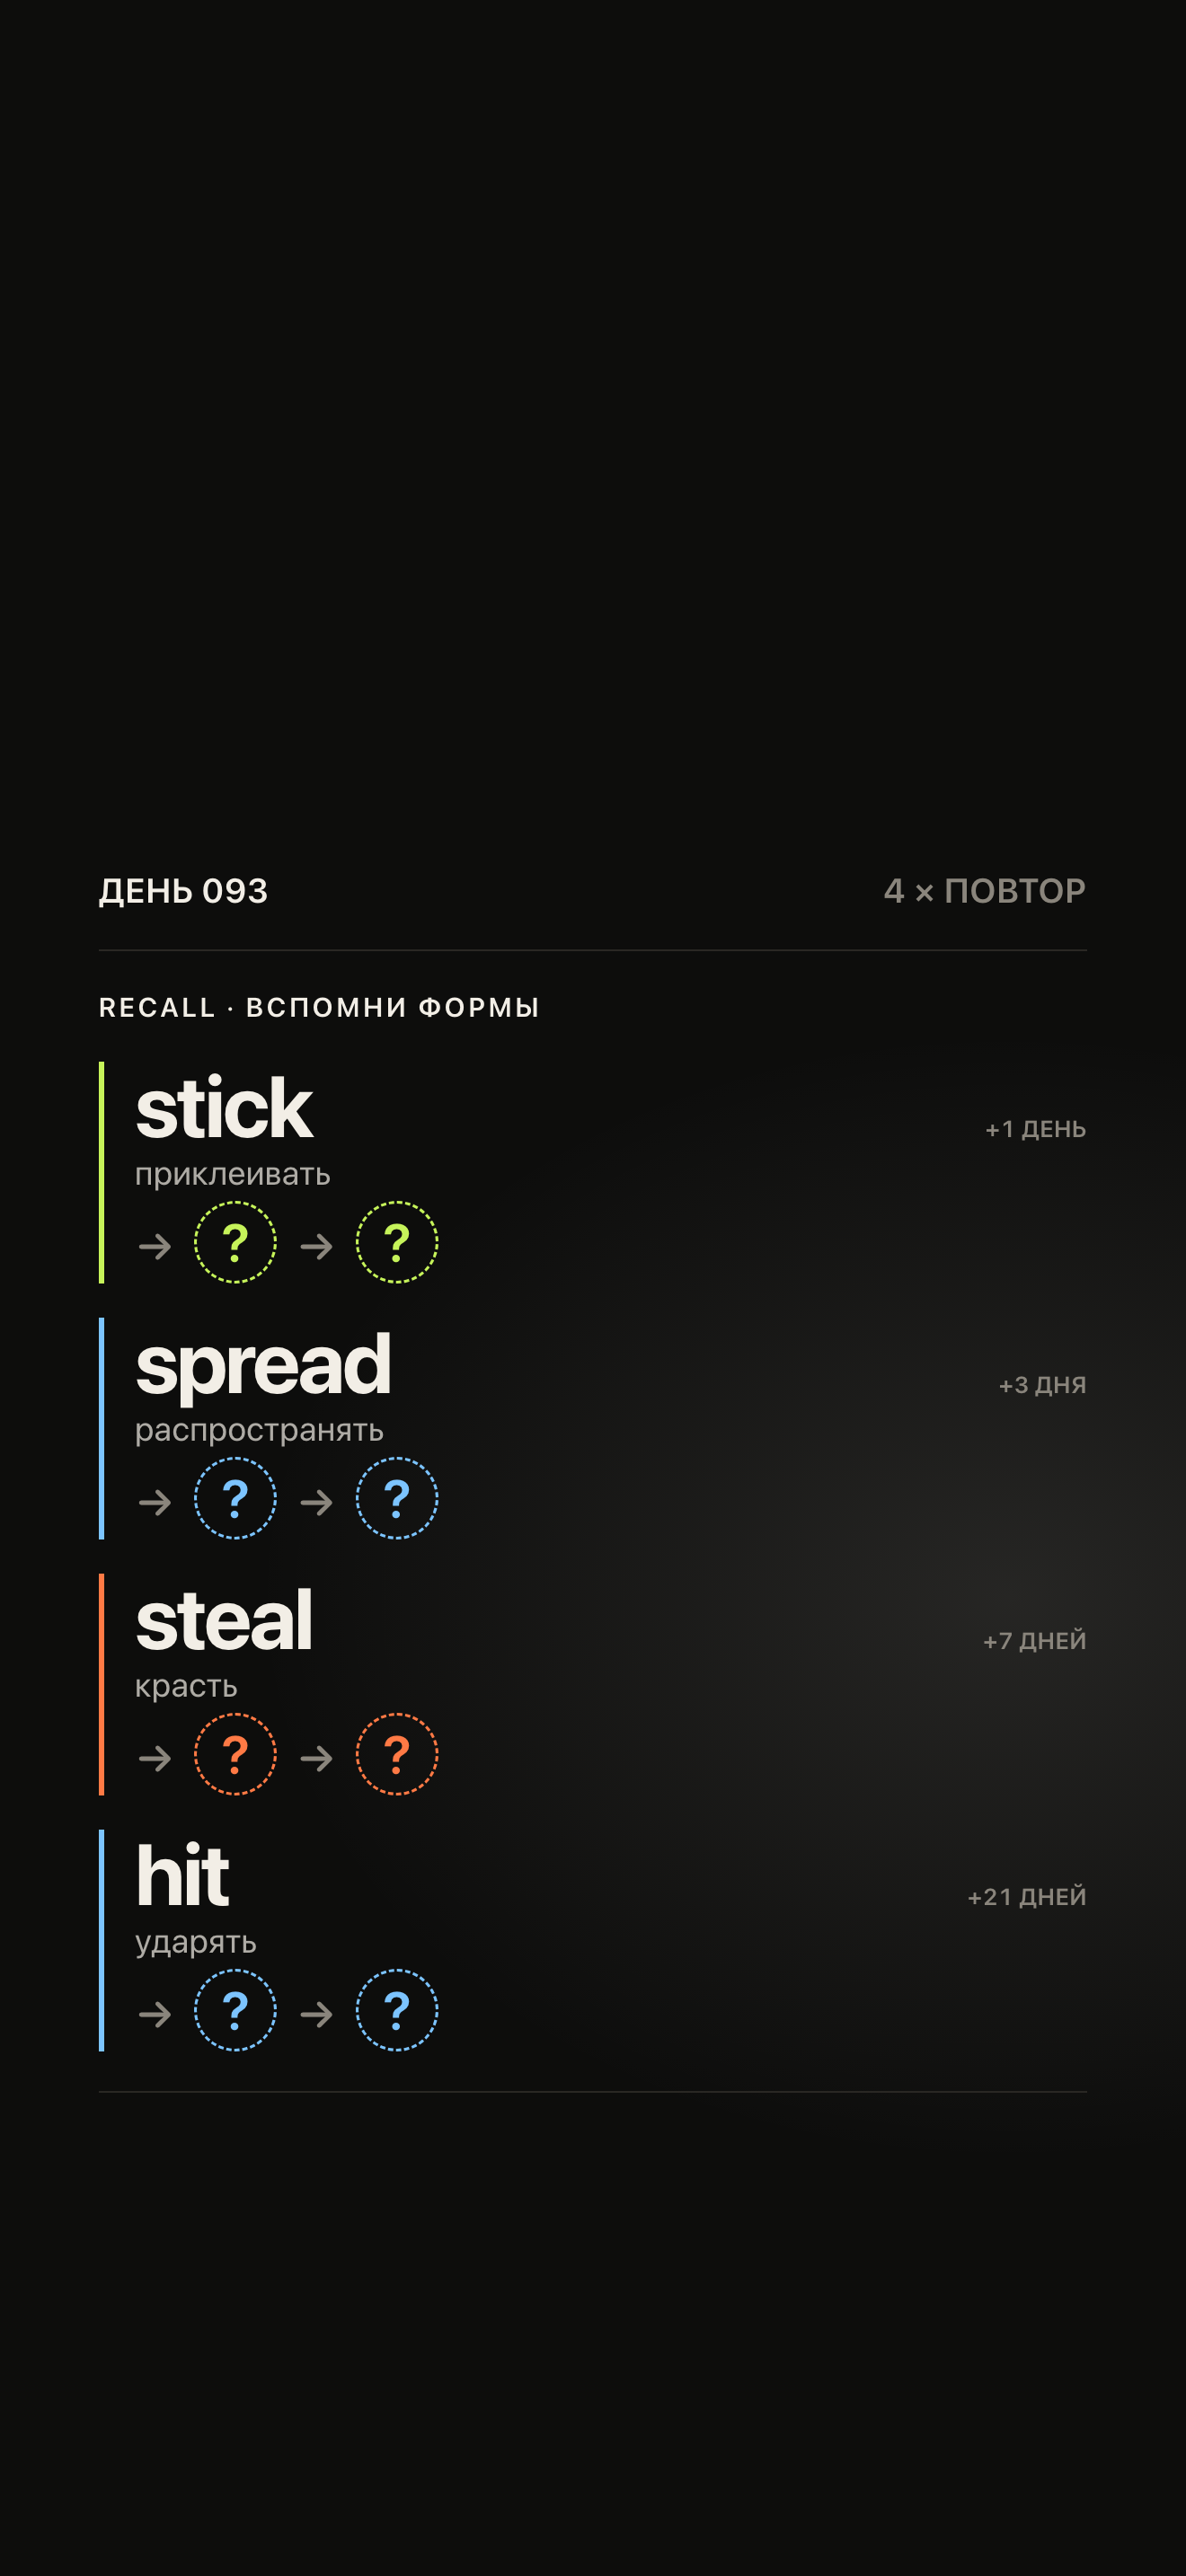 ДЕНЬ 093
4 × ПОВТОР
RECALL · ВСПОМНИ ФОРМЫ
stick
+1 ДЕНЬ
приклеивать
→ ? → ?
spread
+3 ДНЯ
распространять
→ ? → ?
steal
+7 ДНЕЙ
красть
→ ? → ?
hit
+21 ДНЕЙ
ударять
→ ? → ?